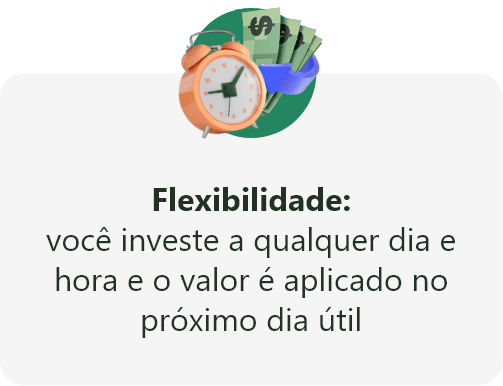 Flexibilidade:
você investe a qualquer dia e
hora e o valor é aplicado no
próximo dia útil